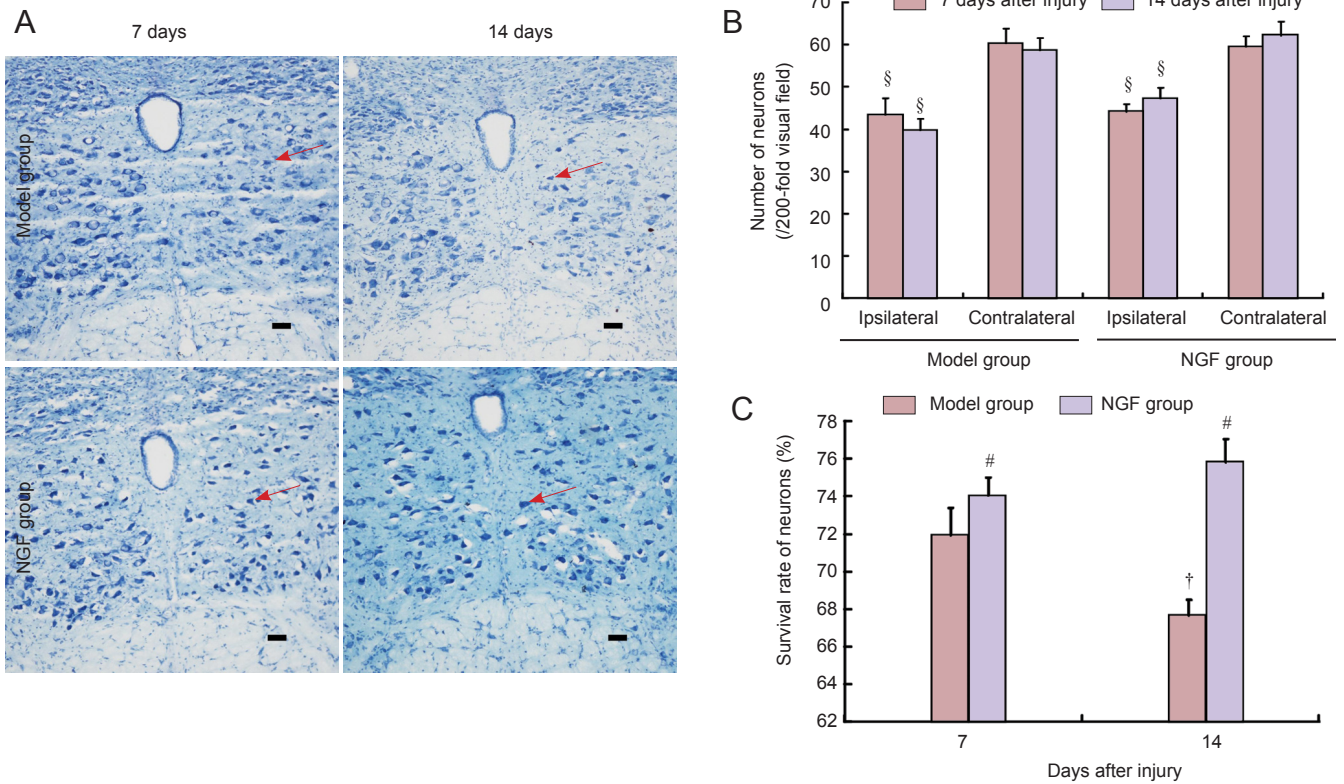 A
7 days
14 days
Model group
NGF group
B
7 days after injury
14 days after injury
Number of neurons
(/200-fold visual field)
70
60
50
40
30
20
10
0
§
§
§
§
Ipsilateral
Contralateral
Ipsilateral
Contralateral
Model group
NGF group
C
Model group
NGF group
Survival rate of neurons (%)
78
76
74
72
70
68
66
64
62
#
†
#
7
14
Days after injury